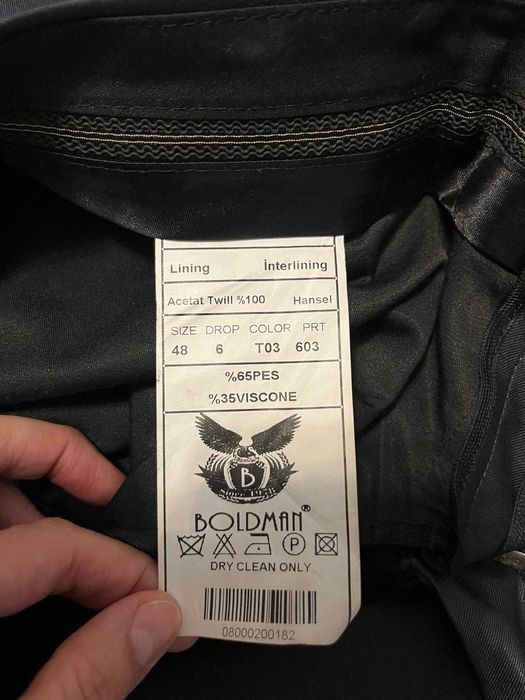 Lining İnterlining
Acetat Twill %100 Hansel
SIZE DROP COLOR PRT
48 6 T03 603
%65PES
%35VISCONE
B
BOLDMAN®
P
DRY CLEAN ONLY
08000200182